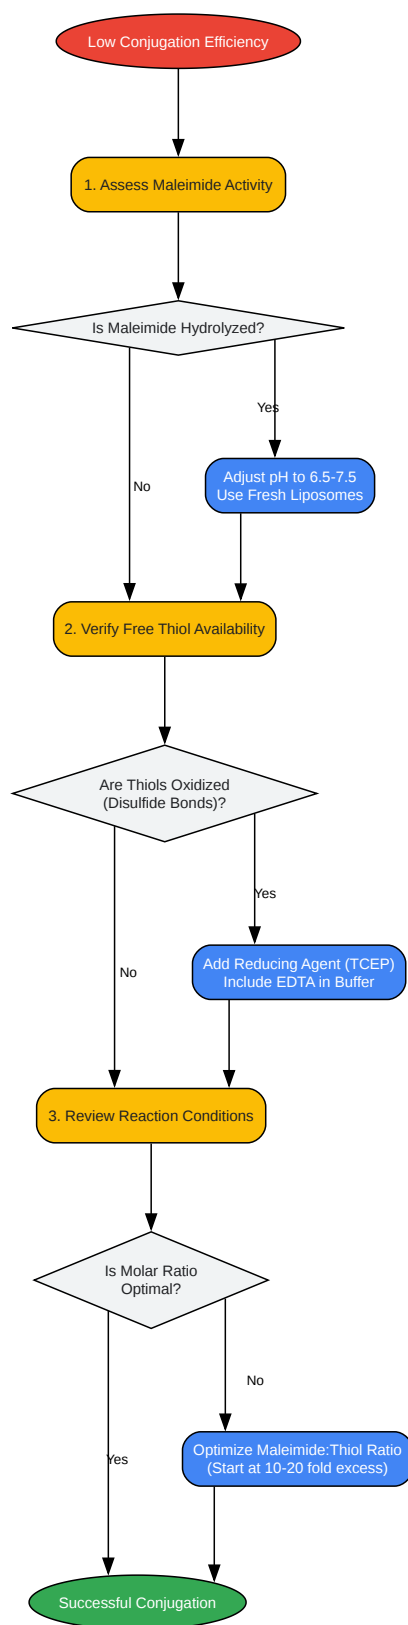 Low Conjugation Efficiency
1. Assess Maleimide Activity
Is Maleimide Hydrolyzed?
Yes
No
Adjust pH to 6.5-7.5
Use Fresh Liposomes
2. Verify Free Thiol Availability
Are Thiols Oxidized
(Disulfide Bonds)?
Yes
No
Add Reducing Agent (TCEP)
Include EDTA in Buffer
3. Review Reaction Conditions
Is Molar Ratio
Optimal?
No
Yes
Optimize Maleimide:Thiol Ratio
(Start at 10-20 fold excess)
Successful Conjugation